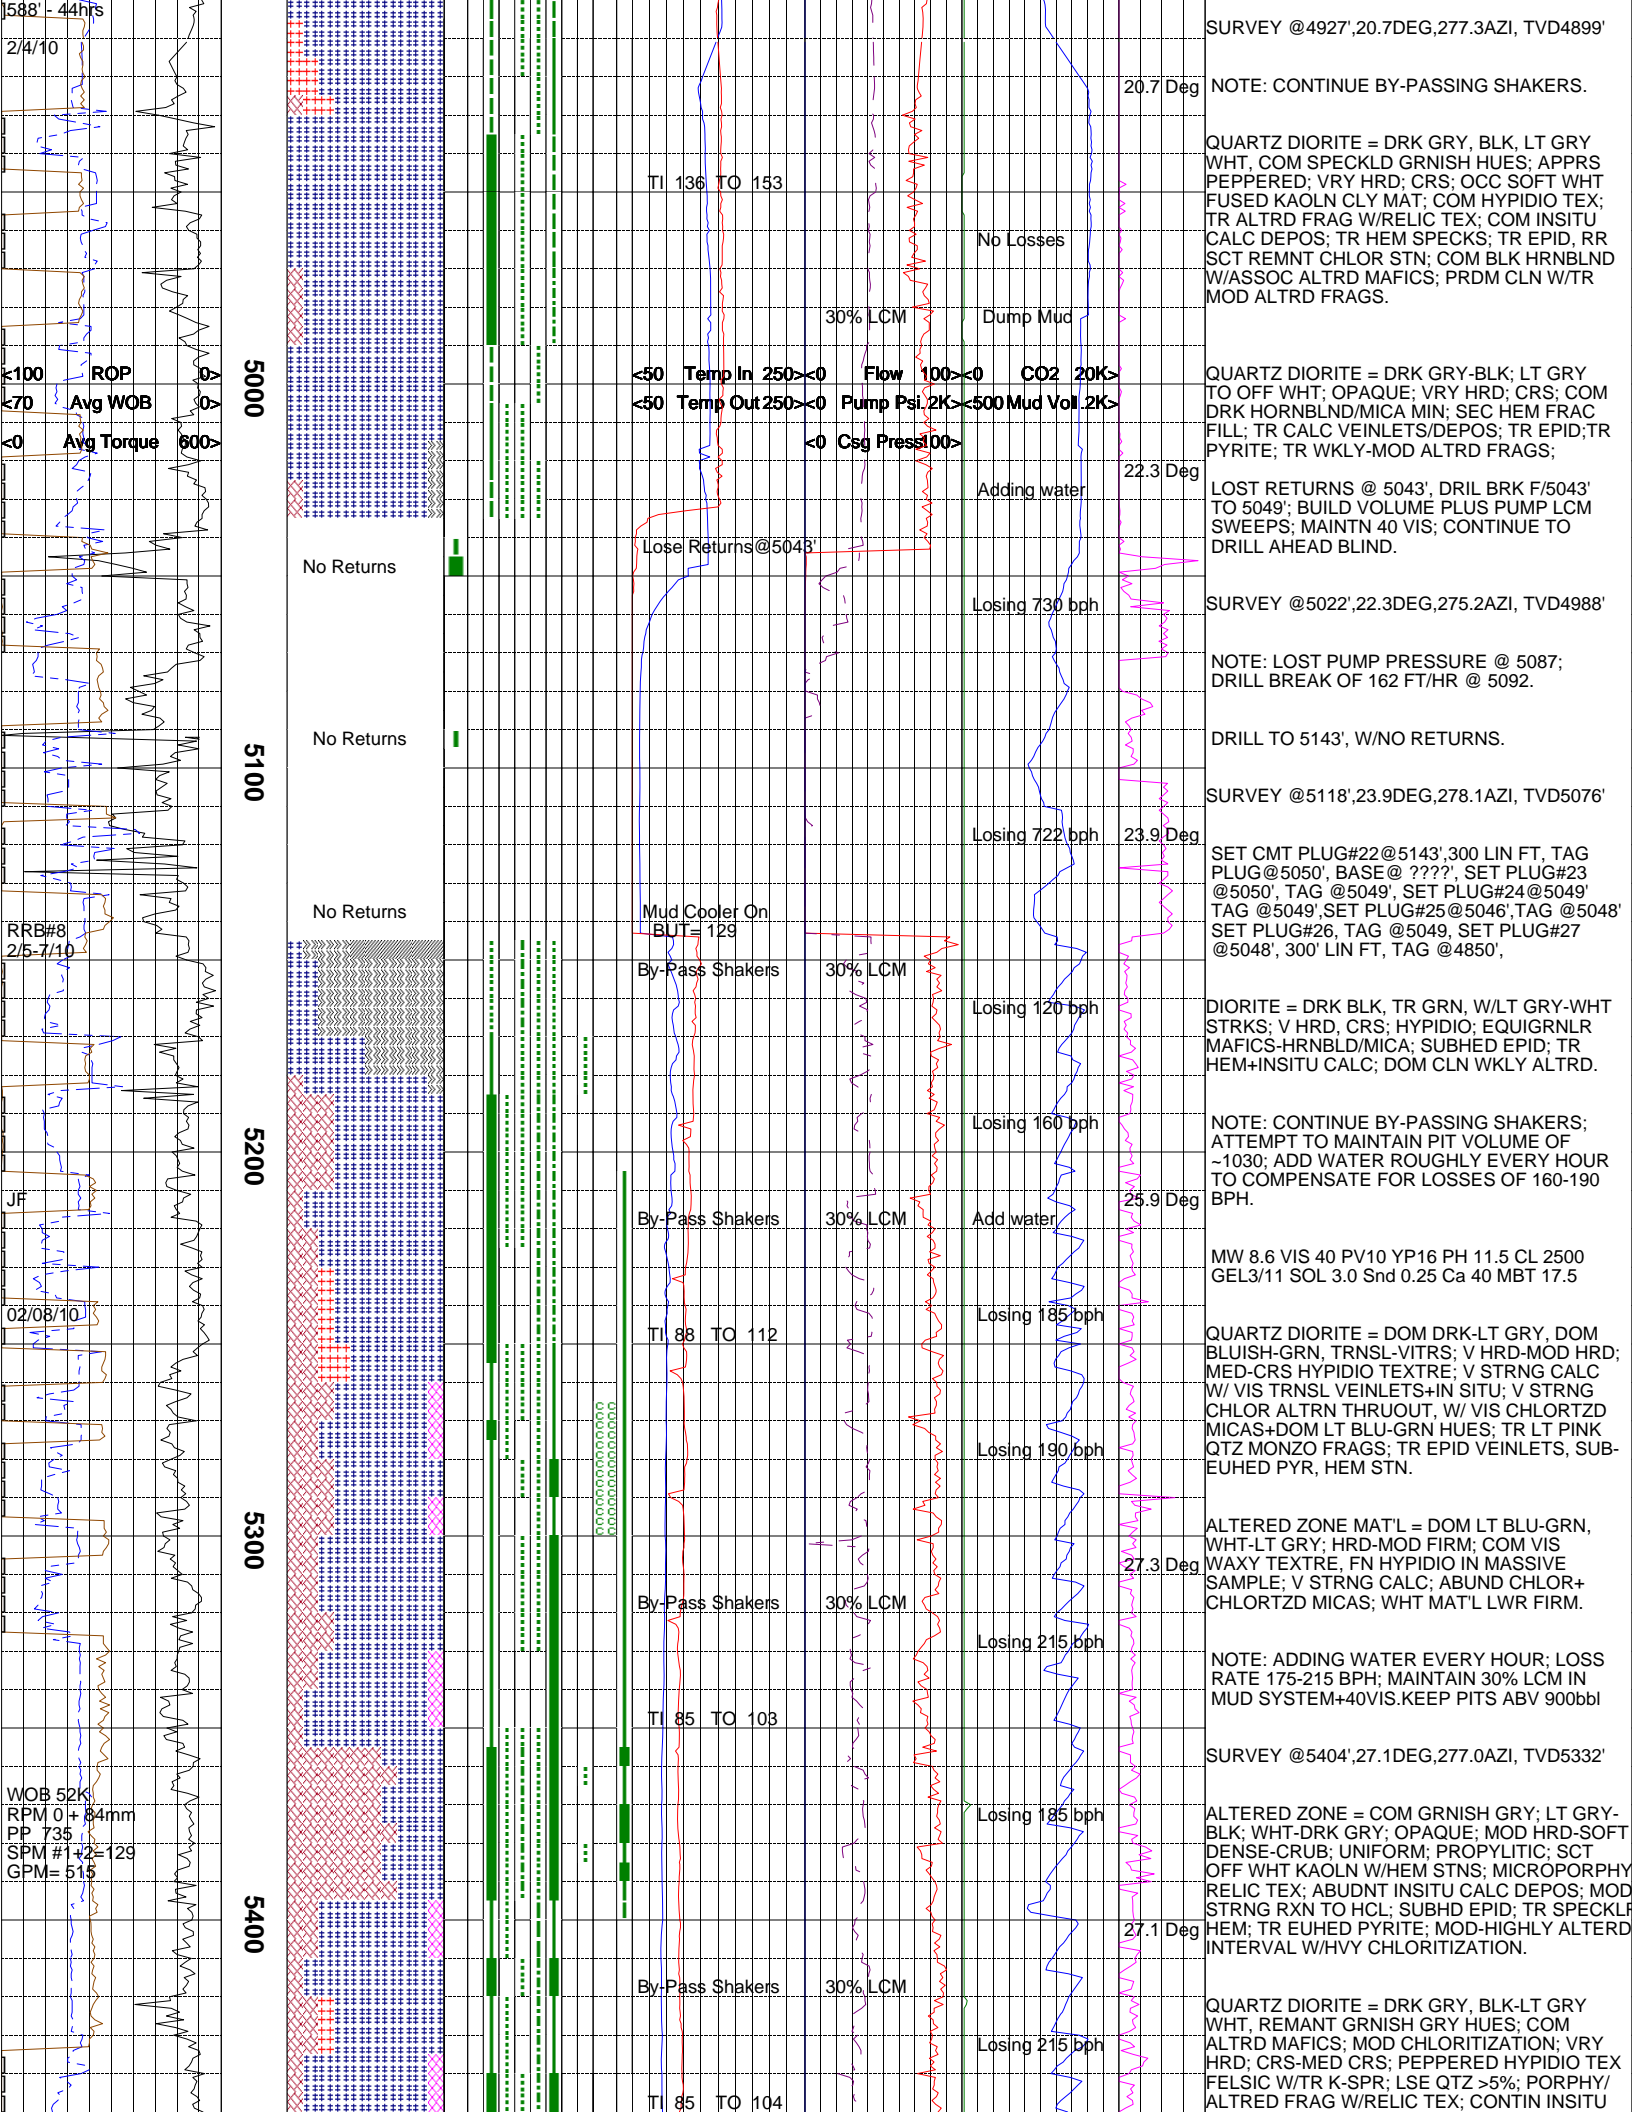 588' - 44hrs
2/4/10
<100 ROP 0>
<70 Avg WOB 0>
<0 Avg Torque 600>
RRB#8
2/5-7/10
JF
02/08/10
WOB 52K
RPM 0 + 84mm
PP 735
SPM #1+2=129
GPM= 515
5000
5100
5200
5300
5400
No Returns
No Returns
No Returns
TI 136 TO 153
<50 Temp In 250>
<50 Temp Out 250>
Lose Returns@5043'
Mud Cooler On
BUT= 129
By-Pass Shakers
By-Pass Shakers
TI 88 TO 112
By-Pass Shakers
TI 85 TO 103
By-Pass Shakers
TI 85 TO 104
30% LCM
<0 Flow 100>
<0 Pump Psi 2K>
<0 Csg Press 100>
30% LCM
30% LCM
30% LCM
30% LCM
No Losses
Dump Mud
<0 CO2 20K>
<500 Mud Vol 2K>
Adding water
Losing 730 bph
Losing 722 bph
Losing 120 bph
Losing 160 bph
Add water
Losing 185 bph
Losing 190 bph
Losing 215 bph
Losing 185 bph
Losing 215 bph
20.7 Deg
22.3 Deg
23.9 Deg
25.9 Deg
27.3 Deg
27.1 Deg
SURVEY @4927',20.7DEG,277.3AZI, TVD4899'
NOTE: CONTINUE BY-PASSING SHAKERS.
QUARTZ DIORITE = DRK GRY, BLK, LT GRY
WHT, COM SPECKLD GRNISH HUES; APPRS
PEPPERED; VRY HRD; CRS; OCC SOFT WHT
FUSED KAOLN CLY MAT; COM HYPIDIO TEX;
TR ALTRD FRAG W/RELIC TEX; COM INSITU
CALC DEPOS; TR HEM SPECKS; TR EPID, RR
SCT REMNT CHLOR STN; COM BLK HRNBLND
W/ASSOC ALTRD MAFICS; PRDM CLN W/TR
MOD ALTRD FRAGS.
QUARTZ DIORITE = DRK GRY-BLK; LT GRY
TO OFF WHT; OPAQUE; VRY HRD; CRS; COM
DRK HORNBLND/MICA MIN; SEC HEM FRAC
FILL; TR CALC VEINLETS/DEPOS; TR EPID;TR
PYRITE; TR WKLY-MOD ALTRD FRAGS;
LOST RETURNS @ 5043', DRIL BRK F/5043'
TO 5049'; BUILD VOLUME PLUS PUMP LCM
SWEEPS; MAINTN 40 VIS; CONTINUE TO
DRILL AHEAD BLIND.
SURVEY @5022',22.3DEG,275.2AZI, TVD4988'
NOTE: LOST PUMP PRESSURE @ 5087;
DRILL BREAK OF 162 FT/HR @ 5092.
DRILL TO 5143', W/NO RETURNS.
SURVEY @5118',23.9DEG,278.1AZI, TVD5076'
SET CMT PLUG#22@5143',300 LIN FT, TAG
PLUG@5050', BASE@ ????', SET PLUG#23
@5050', TAG @5049', SET PLUG#24@5049'
TAG @5049',SET PLUG#25@5046',TAG @5048'
SET PLUG#26, TAG @5049, SET PLUG#27
@5048', 300' LIN FT, TAG @4850',
DIORITE = DRK BLK, TR GRN, W/LT GRY-WHT
STRKS; V HRD, CRS; HYPIDIO; EQUIGRNLR
MAFICS-HRNBLD/MICA; SUBHED EPID; TR
HEM+INSITU CALC; DOM CLN WKLY ALTRD.
NOTE: CONTINUE BY-PASSING SHAKERS;
ATTEMPT TO MAINTAIN PIT VOLUME OF
~1030; ADD WATER ROUGHLY EVERY HOUR
TO COMPENSATE FOR LOSSES OF 160-190
BPH.
MW 8.6 VIS 40 PV10 YP16 PH 11.5 CL 2500
GEL3/11 SOL 3.0 Snd 0.25 Ca 40 MBT 17.5
QUARTZ DIORITE = DOM DRK-LT GRY, DOM
BLUISH-GRN, TRNSL-VITRS; V HRD-MOD HRD;
MED-CRS HYPIDIO TEXTRE; V STRNG CALC
W/ VIS TRNSL VEINLETS+IN SITU; V STRNG
CHLOR ALTRN THRUOUT, W/ VIS CHLORTZD
MICAS+DOM LT BLU-GRN HUES; TR LT PINK
QTZ MONZO FRAGS; TR EPID VEINLETS, SUB-
EUHED PYR, HEM STN.
ALTERED ZONE MAT'L = DOM LT BLU-GRN,
WHT-LT GRY; HRD-MOD FIRM; COM VIS
WAXY TEXTRE, FN HYPIDIO IN MASSIVE
SAMPLE; V STRNG CALC; ABUND CHLOR+
CHLORTZD MICAS; WHT MAT'L LWR FIRM.
NOTE: ADDING WATER EVERY HOUR; LOSS
RATE 175-215 BPH; MAINTAIN 30% LCM IN
MUD SYSTEM+40VIS.KEEP PITS ABV 900bbl
SURVEY @5404',27.1DEG,277.0AZI, TVD5332'
ALTERED ZONE = COM GRNISH GRY; LT GRY-
BLK; WHT-DRK GRY; OPAQUE; MOD HRD-SOFT
DENSE-CRUB; UNIFORM; PROPYLITIC; SCT
OFF WHT KAOLN W/HEM STNS; MICROPORPHY
RELIC TEX; ABUDNT INSITU CALC DEPOS; MOD
STRNG RXN TO HCL; SUBHD EPID; TR SPECKLF
HEM; TR EUHED PYRITE; MOD-HIGHLY ALTERD
INTERVAL W/HVY CHLORITIZATION.
QUARTZ DIORITE = DRK GRY, BLK-LT GRY
WHT, REMANT GRNISH GRY HUES; COM
ALTRD MAFICS; MOD CHLORITIZATION; VRY
HRD; CRS-MED CRS; PEPPERED HYPIDIO TEX
FELSIC W/TR K-SPR; LSE QTZ >5%; PORPHY/
ALTRED FRAG W/RELIC TEX; CONTIN INSITU